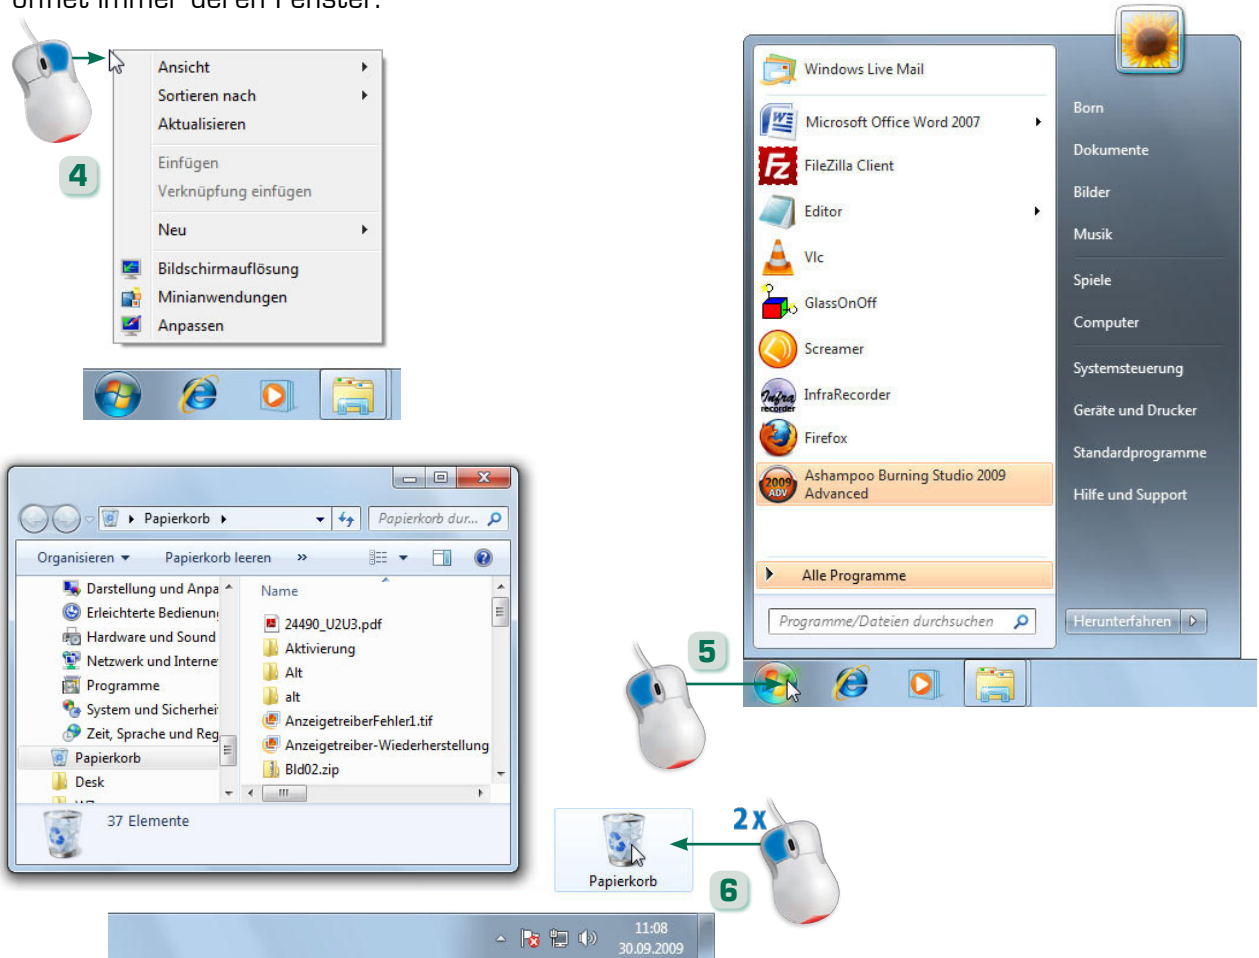 öffnet immer deren Fenster.
4
Ansicht
Sortieren nach
Aktualisieren
Einfügen
Verknüpfung einfügen
Neu
Bildschirmauflösung
Minianwendungen
Anpassen
Windows Live Mail
Microsoft Office Word 2007
FileZilla Client
Editor
Vlc
GlassOnOff
Screamer
Infra
recorder
InfraRecorder
Firefox
2009
ADV
Ashampoo Burning Studio 2009
Advanced
Alle Programme
Programme/Dateien durchsuchen
Born
Dokumente
Bilder
Musik
Spiele
Computer
Systemsteuerung
Geräte und Drucker
Standardprogramme
Hilfe und Support
Herunterfahren
5
Papierkorb
Papierkorb dur...
Organisieren
Papierkorb leeren
»
Darstellung und Anpa
Erleichterte Bedienun
Hardware und Sound
Netzwerk und Interne
Programme
System und Sicherhei
Zeit, Sprache und Reg
Papierkorb
Desk
Name
24490_U2U3.pdf
Aktivierung
Alt
alt
AnzeigetreiberFehler1.tif
Anzeigetreiber-Wiederherstellung
Bld02.zip
37 Elemente
2x
Papierkorb
6
11:08
30.09.2009